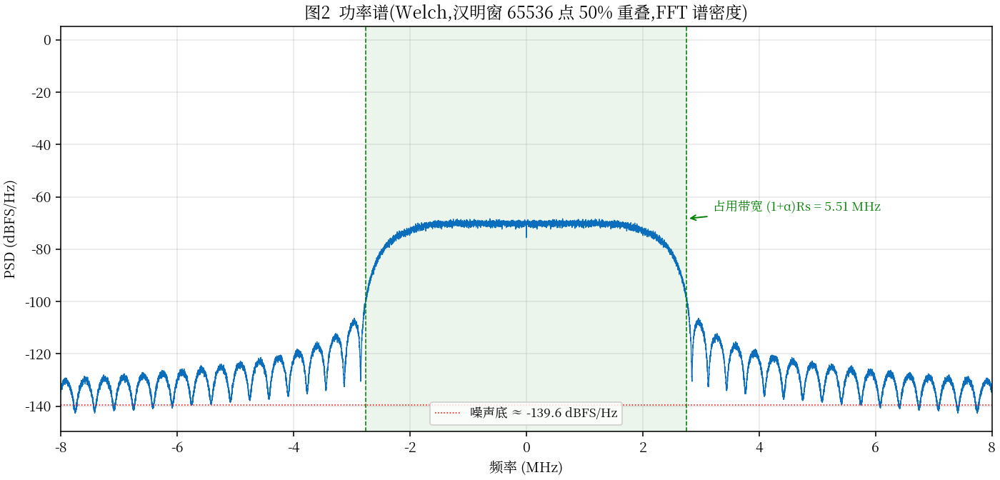 图2 功率谱(Welch,汉明窗 65536 点 50% 重叠,FFT 谱密度)
0
-20
-40
-60
-80
-100
-120
-140
PSD (dBFS/Hz)
占用带宽 (1+α)Rs = 5.51 MHz
噪声底 ≈ -139.6 dBFS/Hz
-8 -6 -4 -2 0 2 4 6 8
频率 (MHz)